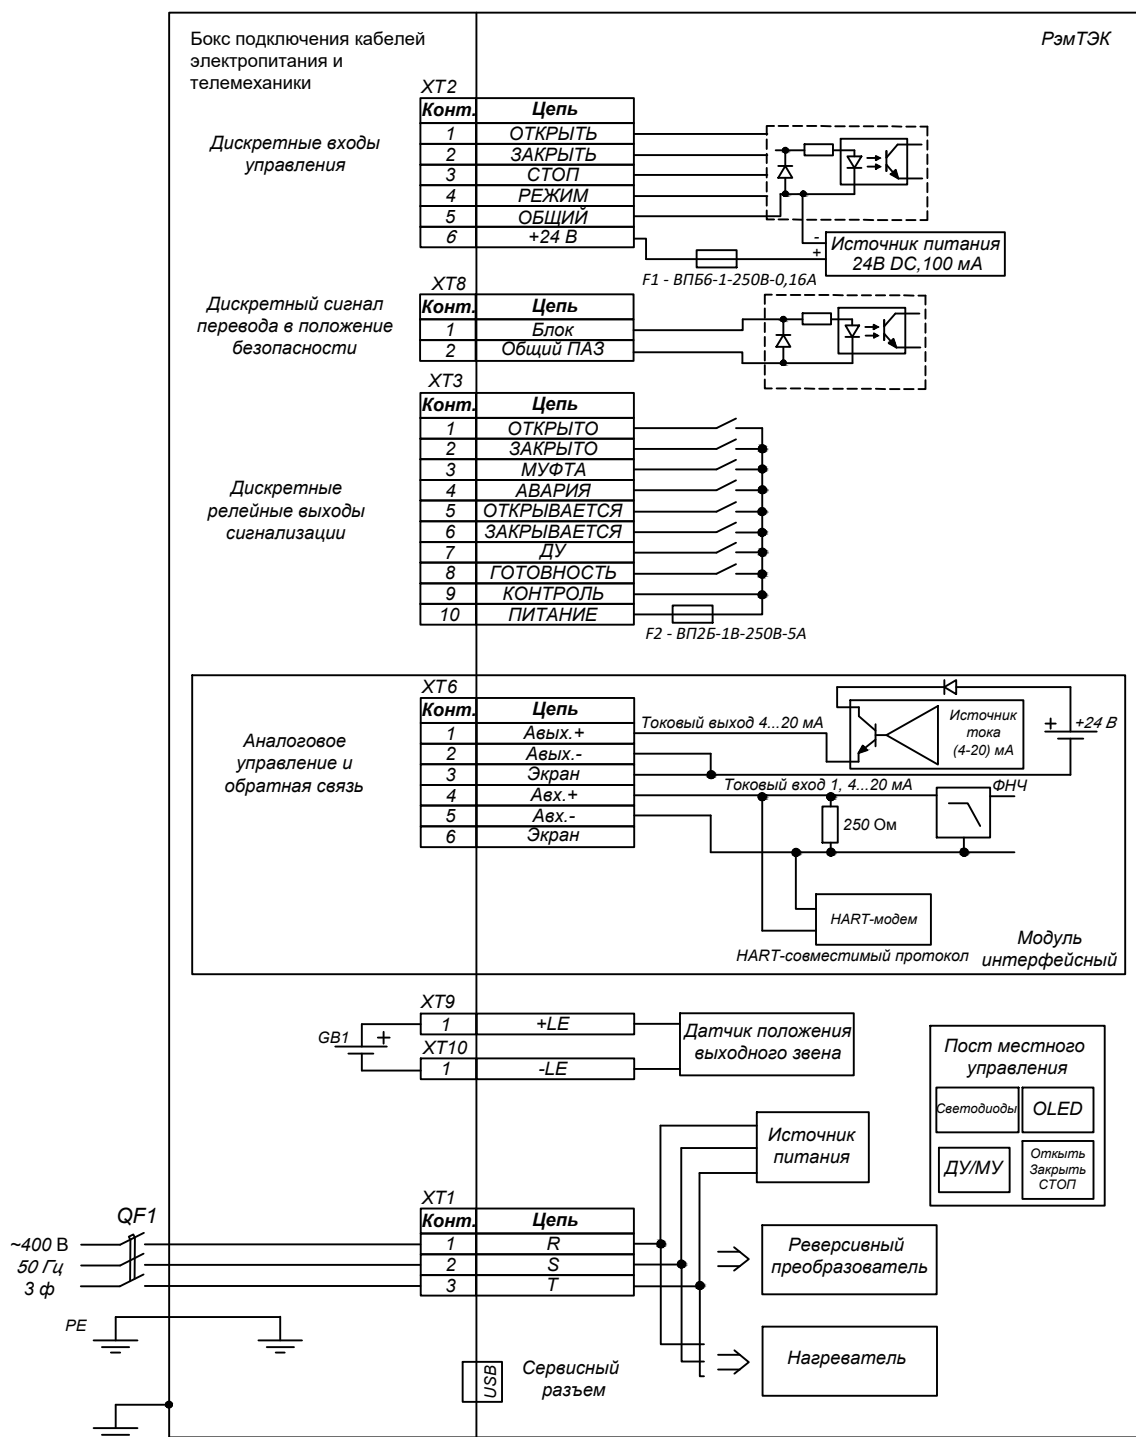 Бокс подключения кабелей
электропитания и
телемеханики
РэмТЭК
Дискретные входы
управления
XT2
Конт. Цепь
1 ОТКРЫТЬ
2 ЗАКРЫТЬ
3 СТОП
4 РЕЖИМ
5 ОБЩИЙ
6 +24 В
- 
+
Источник питания
24В DC,100 мА
F1 - ВПБ6-1-250В-0,16А
Дискретный сигнал
перевода в положение
безопасности
XT8
Конт. Цепь
1 Блок
2 Общий ПАЗ
Дискретные
релейные выходы
сигнализации
XT3
Конт. Цепь
1 ОТКРЫТО
2 ЗАКРЫТО
3 МУФТА
4 АВАРИЯ
5 ОТКРЫВАЕТСЯ
6 ЗАКРЫВАЕТСЯ
7 ДУ
8 ГОТОВНОСТЬ
9 КОНТРОЛЬ
10 ПИТАНИЕ
F2 - ВП2Б-1В-250В-5А
Аналоговое
управление и
обратная связь
XT6
Конт. Цепь
1 Авых.+
2 Авых.-
3 Экран
4 Авх.+
5 Авх.-
6 Экран
Токовый выход 4...20 мА
Источник
тока
(4-20) мА
+
+24 В
Токовый вход 1, 4...20 мА
ФНЧ
250 Ом
HART-модем
HART-совместимый протокол
Модуль
интерфейсный
GB1
+
XT9
1 +LE
XT10
1 -LE
Датчик положения
выходного звена
Пост местного
управления
Светодиоды
OLED
ДУ/МУ
Откыть
Закрыть
СТОП
Источник
питания
QF1
~400 В
50 Гц
3 ф
XT1
Конт. Цепь
1 R
2 S
3 T
Реверсивный
преобразователь
PE
Нагреватель
USB
Сервисный
разъем